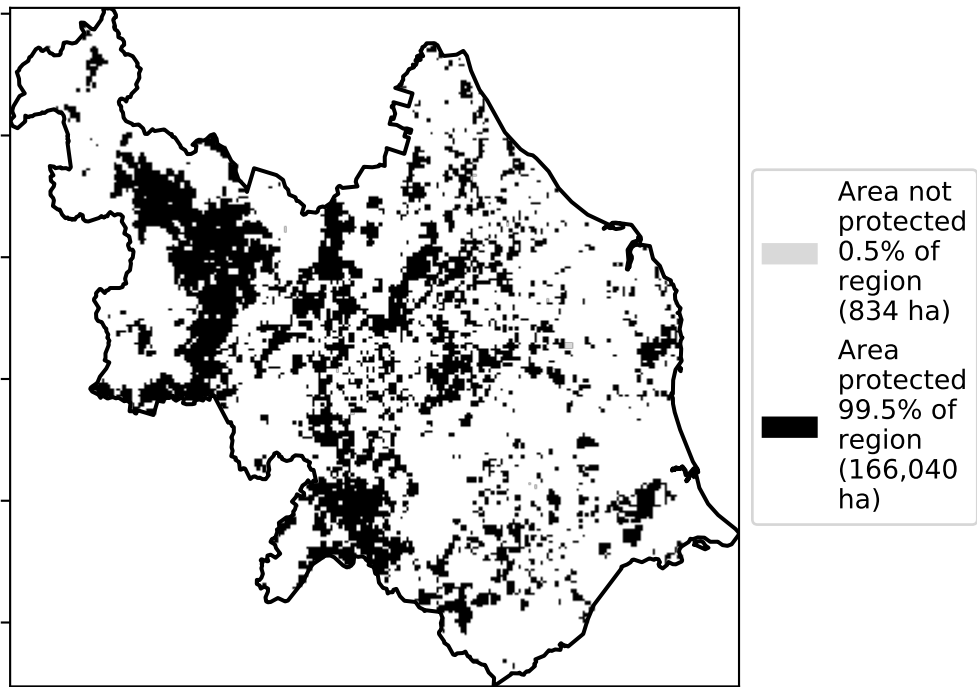 Area not
protected
0.5% of
region
(834 ha)
Area
protected
99.5% of
region
(166,040
ha)